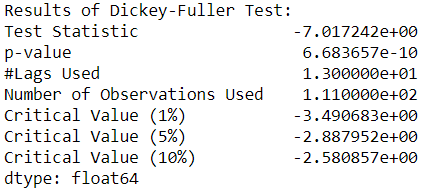 Results of Dickey-Fuller Test:
Test Statistic -7.017242e+00
p-value 6.683657e-10
#Lags Used 1.300000e+01
Number of Observations Used 1.110000e+02
Critical Value (1%) -3.490683e+00
Critical Value (5%) -2.887952e+00
Critical Value (10%) -2.580857e+00
dtype: float64